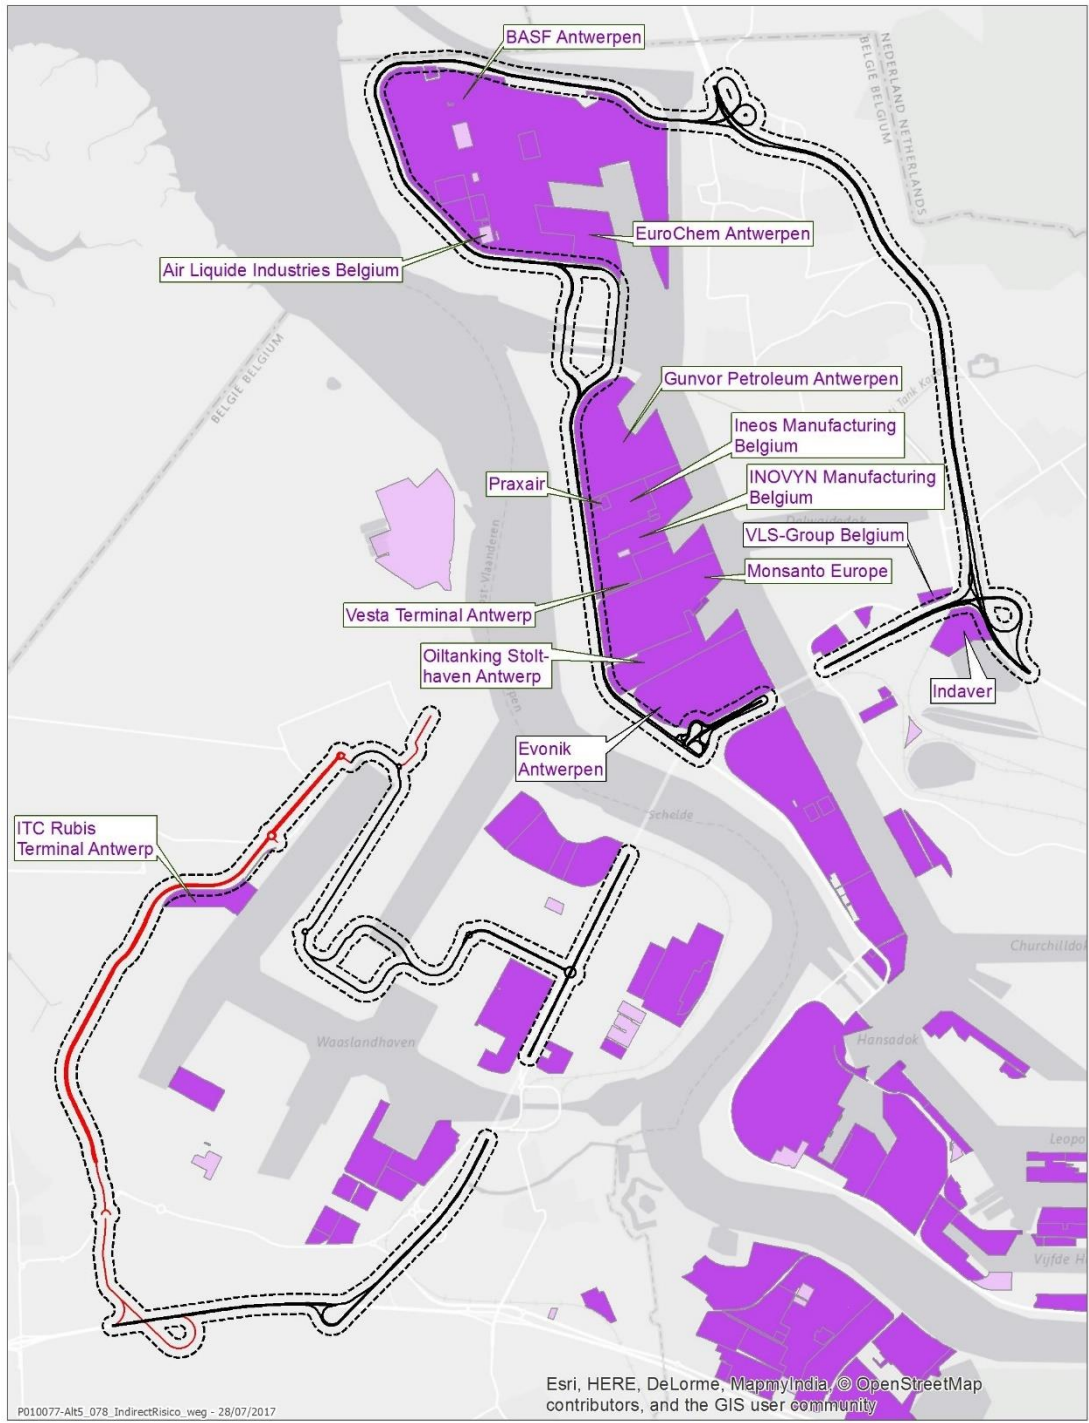 BASF Antwerpen
NEDERLAND NETHERLANDS
BELGIË BELGIUM
EuroChem Antwerpen
Air Liquide Industries Belgium
BELGIË BELGIUM
Gunvor Petroleum Antwerpen
Tank
Ineos Manufacturing
Belgium
Praxair
INOVYN Manufacturing
Belgium
VLS-Group Belgium
Monsanto Europe
Vesta Terminal Antwerp
Oiltanking Stolt-
haven Antwerp
Indaver
Evonik
Antwerpen
Schelde
ITC Rubis
Terminal Antwerp
Churchilldok
Waaslandhaven
Hansadok
Leopo
Vijfde H
Esri, HERE, DeLorme, MapmyIndia, © OpenStreetMap
contributors, and the GIS user community
P010077-Alt5_078_IndirectRisico_weg - 28/07/2017